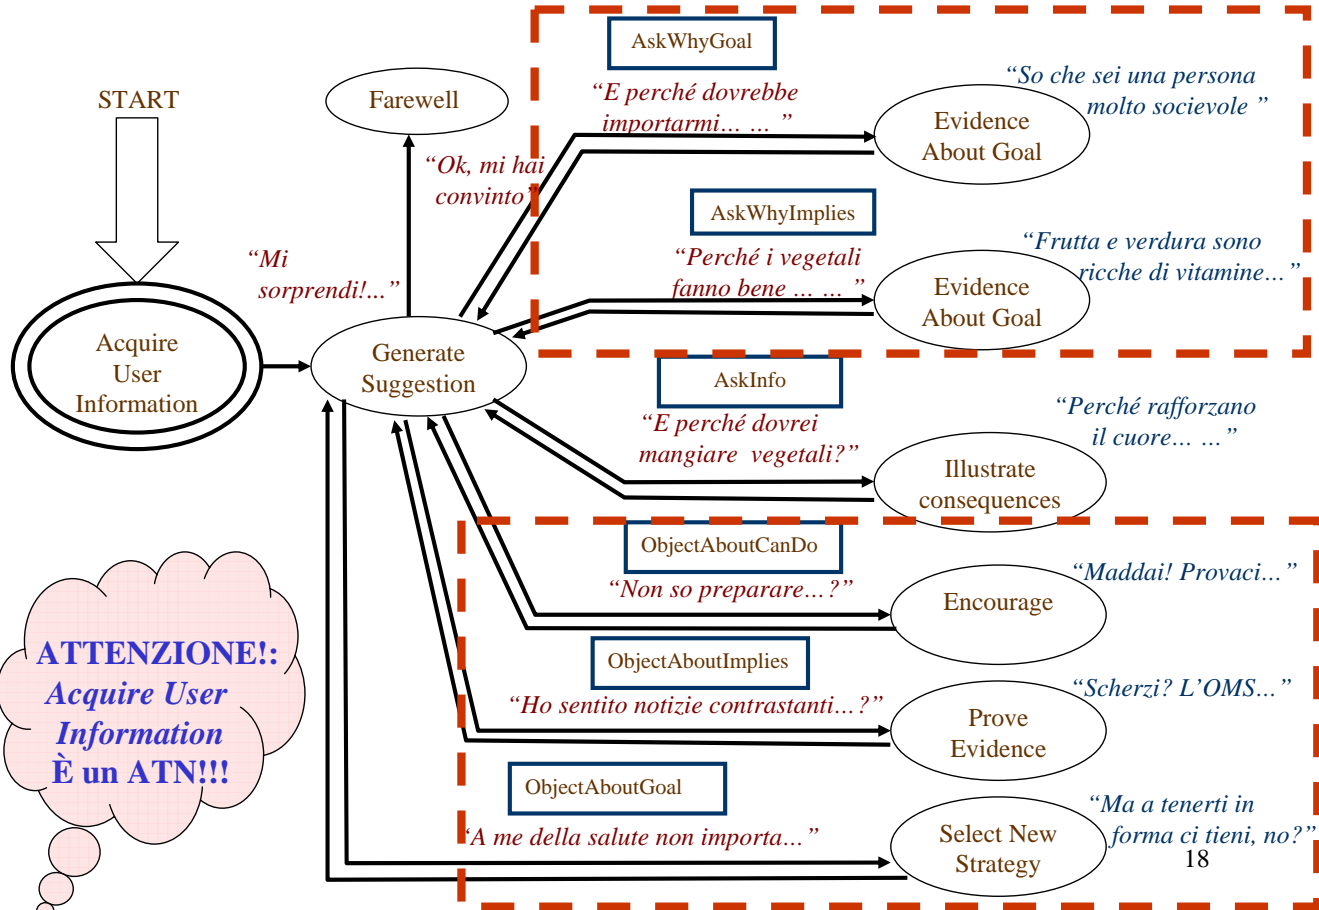 START
Farewell
AskWhyGoal
“E perché dovrebbe
importarmi… … ”
Evidence
About Goal
“So che sei una persona
molto socievole ”
“Ok, mi hai
convinto”
AskWhyImplies
“Perché i vegetali
fanno bene … … ”
Evidence
About Goal
“Frutta e verdura sono
ricche di vitamine…”
“Mi
sorprendi!...”
Acquire
User
Information
Generate
Suggestion
AskInfo
“E perché dovrei
mangiare vegetali?”
Illustrate
consequences
“Perché rafforzano
il cuore… …”
ObjectAboutCanDo
“Non so preparare…?”
Encourage
“Maddai! Provaci…”
ObjectAboutImplies
“Ho sentito notizie contrastanti…?”
Prove
Evidence
“Scherzi? L’OMS…”
ObjectAboutGoal
“A me della salute non importa…”
Select New
Strategy
“Ma a tenerti in
forma ci tieni, no?”
ATTENZIONE!:
Acquire User
Information
È un ATN!!!
18